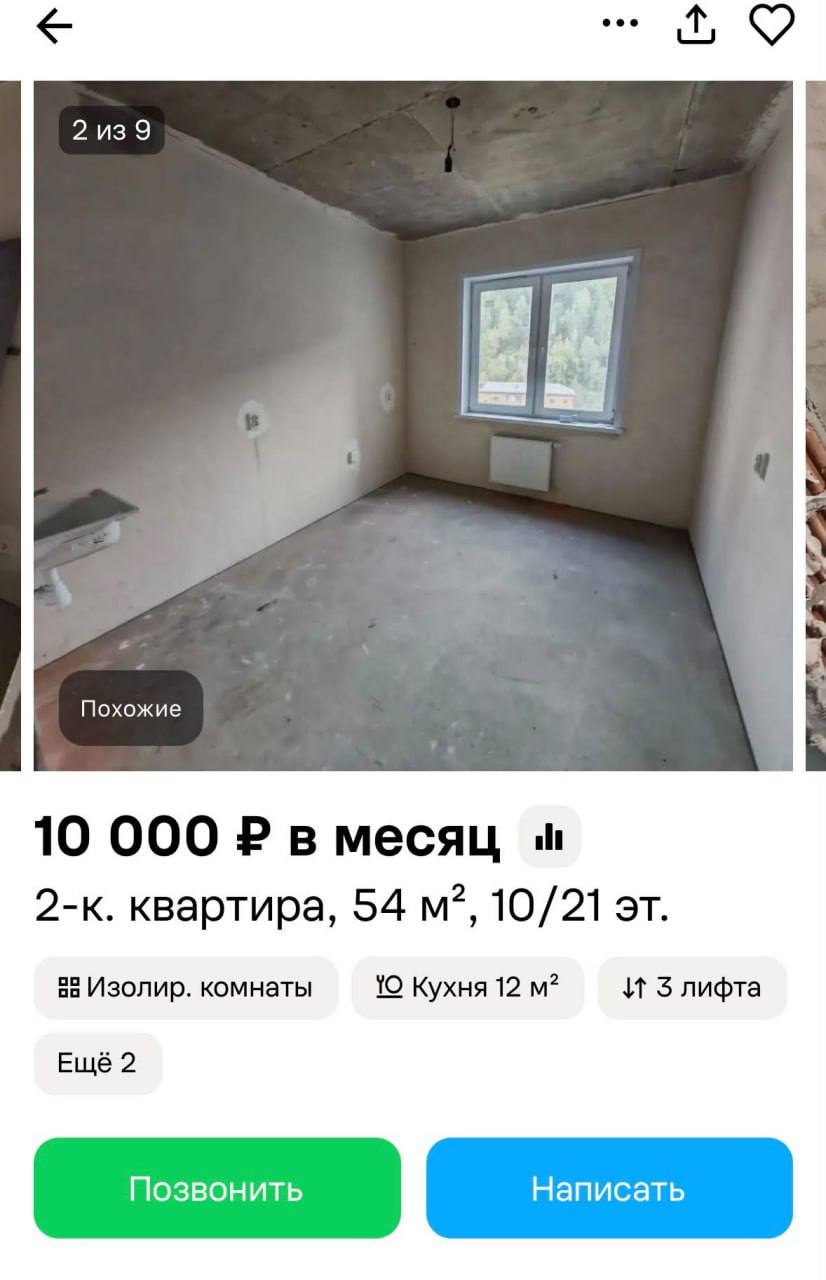 2 из 9
Похожие
10 000 ₽ в месяц
2-к. квартира, 54 м², 10/21 эт.
Изолир. комнаты
Кухня 12 м²
3 лифта
Ещё 2
Позвонить
Написать